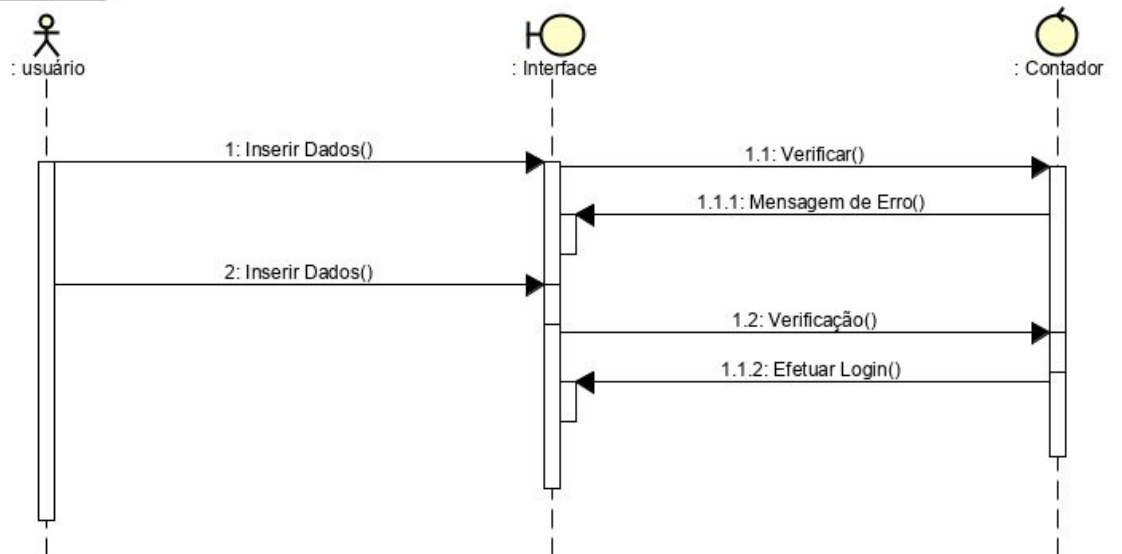 : usuário
: Interface
: Contador
1: Inserir Dados()
1.1: Verificar()
1.1.1: Mensagem de Erro()
2: Inserir Dados()
1.2: Verificação()
1.1.2: Efetuar Login()